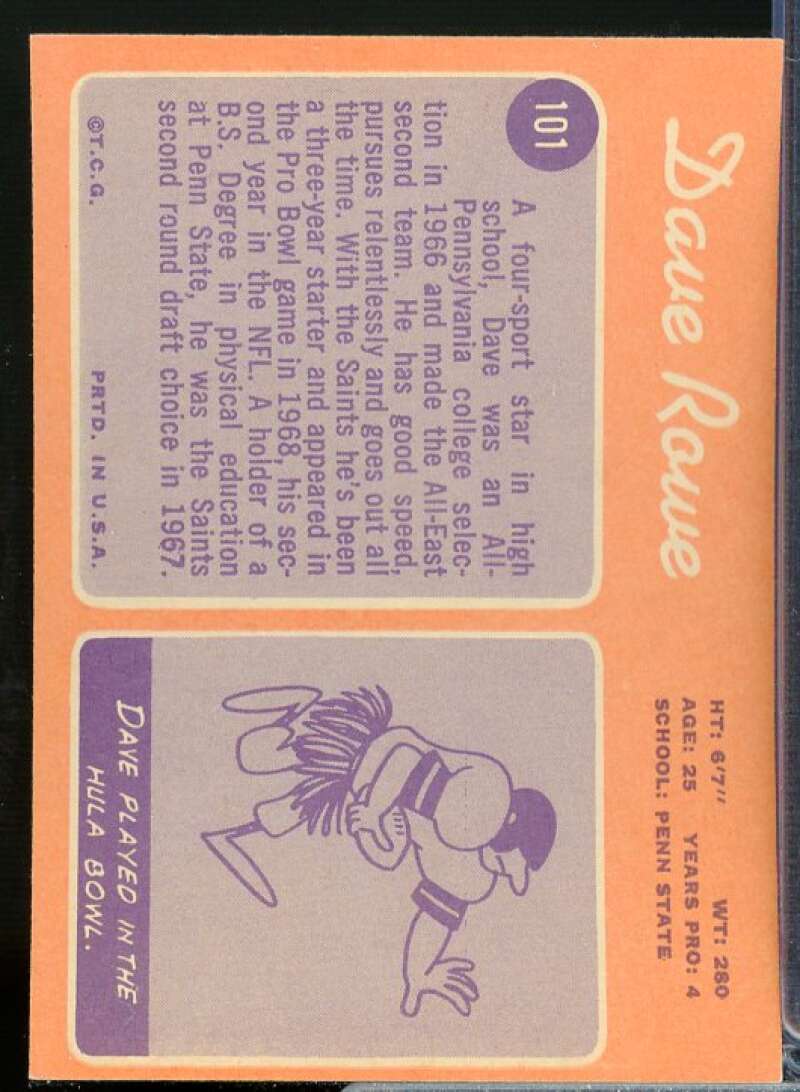 Dave Rowe
HT: 6'7" WT: 280
AGE: 25 YEARS PRO: 4
SCHOOL: PENN STATE
101
A four-sport star in high
school, Dave was an All-
Pennsylvania college selec-
tion in 1966 and made the All-East
second team. He has good speed,
pursues relentlessly and goes out all
the time. With the Saints he's been
a three-year starter and appeared in
the Pro Bowl game in 1968, his sec-
ond year in the NFL. A holder of a
B.S. Degree in physical education
at Penn State, he was the Saints
second round draft choice in 1967.
©T.C.G. PRTD. IN U.S.A.
DAVE PLAYED IN THE
HULA BOWL.